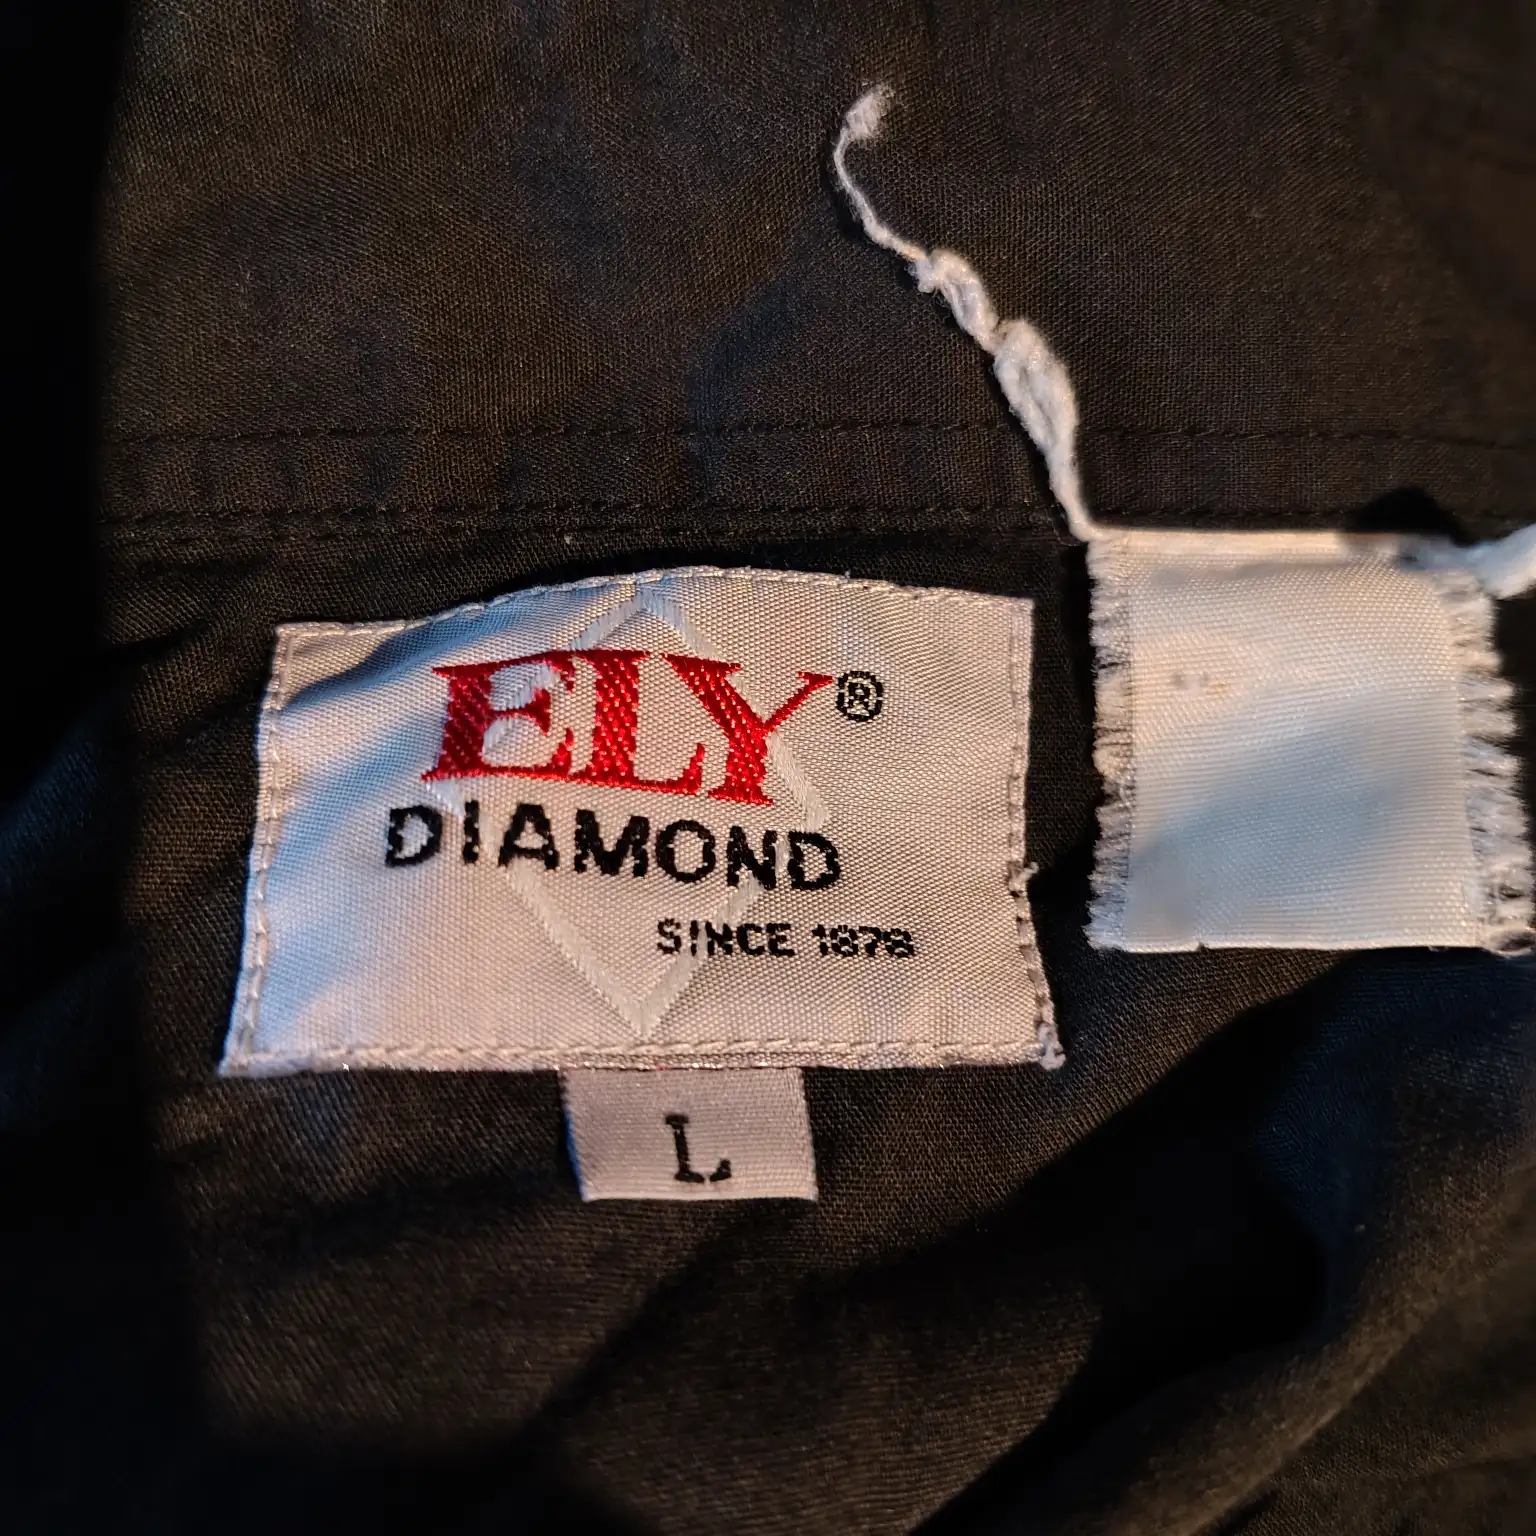 ELY®
DIAMOND
SINCE 1878
L